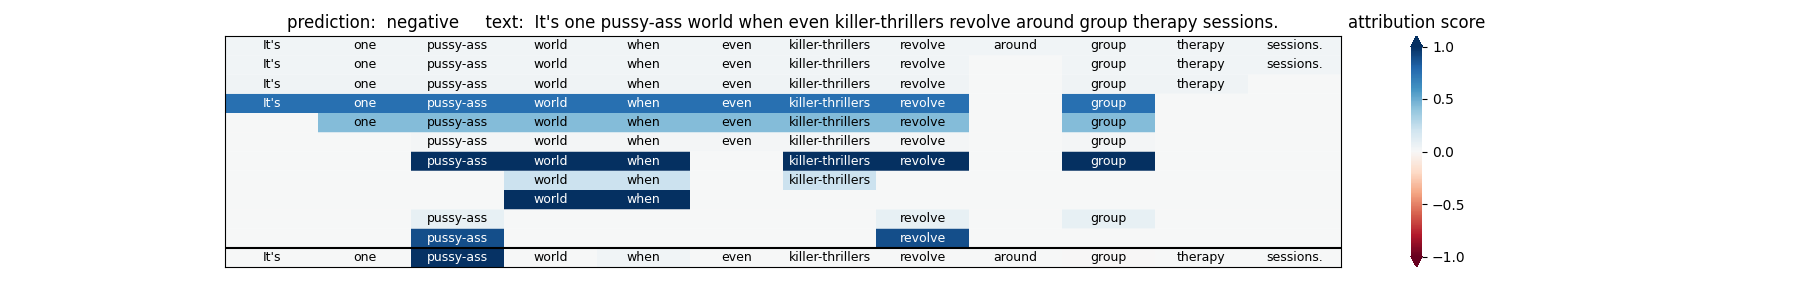 prediction:  negative     text:  It's one pussy-ass world when even killer-thrillers revolve around group therapy sessions.     attribution score
It's one pussy-ass world when even killer-thrillers revolve around group therapy sessions.
It's one pussy-ass world when even killer-thrillers revolve group therapy sessions.
It's one pussy-ass world when even killer-thrillers revolve group therapy
It's one pussy-ass world when even killer-thrillers revolve group
one pussy-ass world when even killer-thrillers revolve group
pussy-ass world when even killer-thrillers revolve group
pussy-ass world when killer-thrillers revolve group
world when killer-thrillers
world when
pussy-ass revolve group
pussy-ass revolve
It's one pussy-ass world when even killer-thrillers revolve around group therapy sessions.
1.0
0.5
0.0
−0.5
−1.0